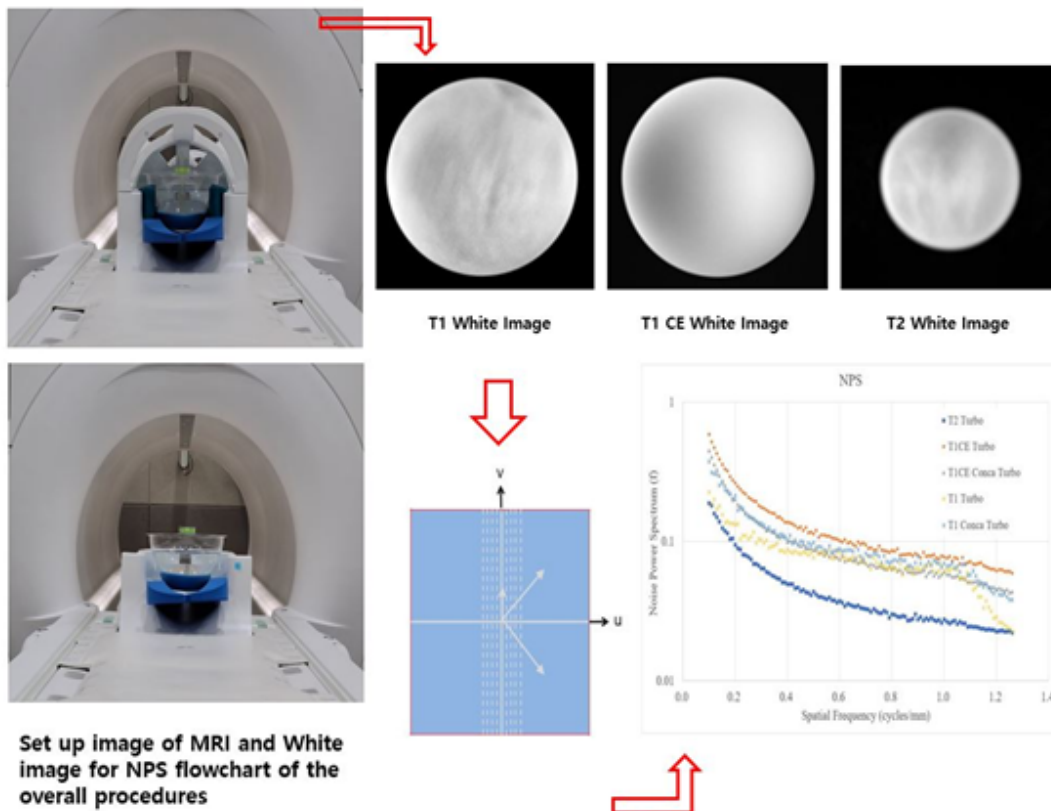 T1 White Image
T1 CE White Image
T2 White Image
NPS
1
0.1
0.01
Noise Power Spectrum (f)
T2 Turbo
T1CE Turbo
T1CE Conca Turbo
T1 Turbo
T1 Conca Turbo
0.0 0.2 0.4 0.6 0.8 1.0 1.2 1.4
Spatial Frequency (cycles/mm)
v
u
Set up image of MRI and White
image for NPS flowchart of the
overall procedures